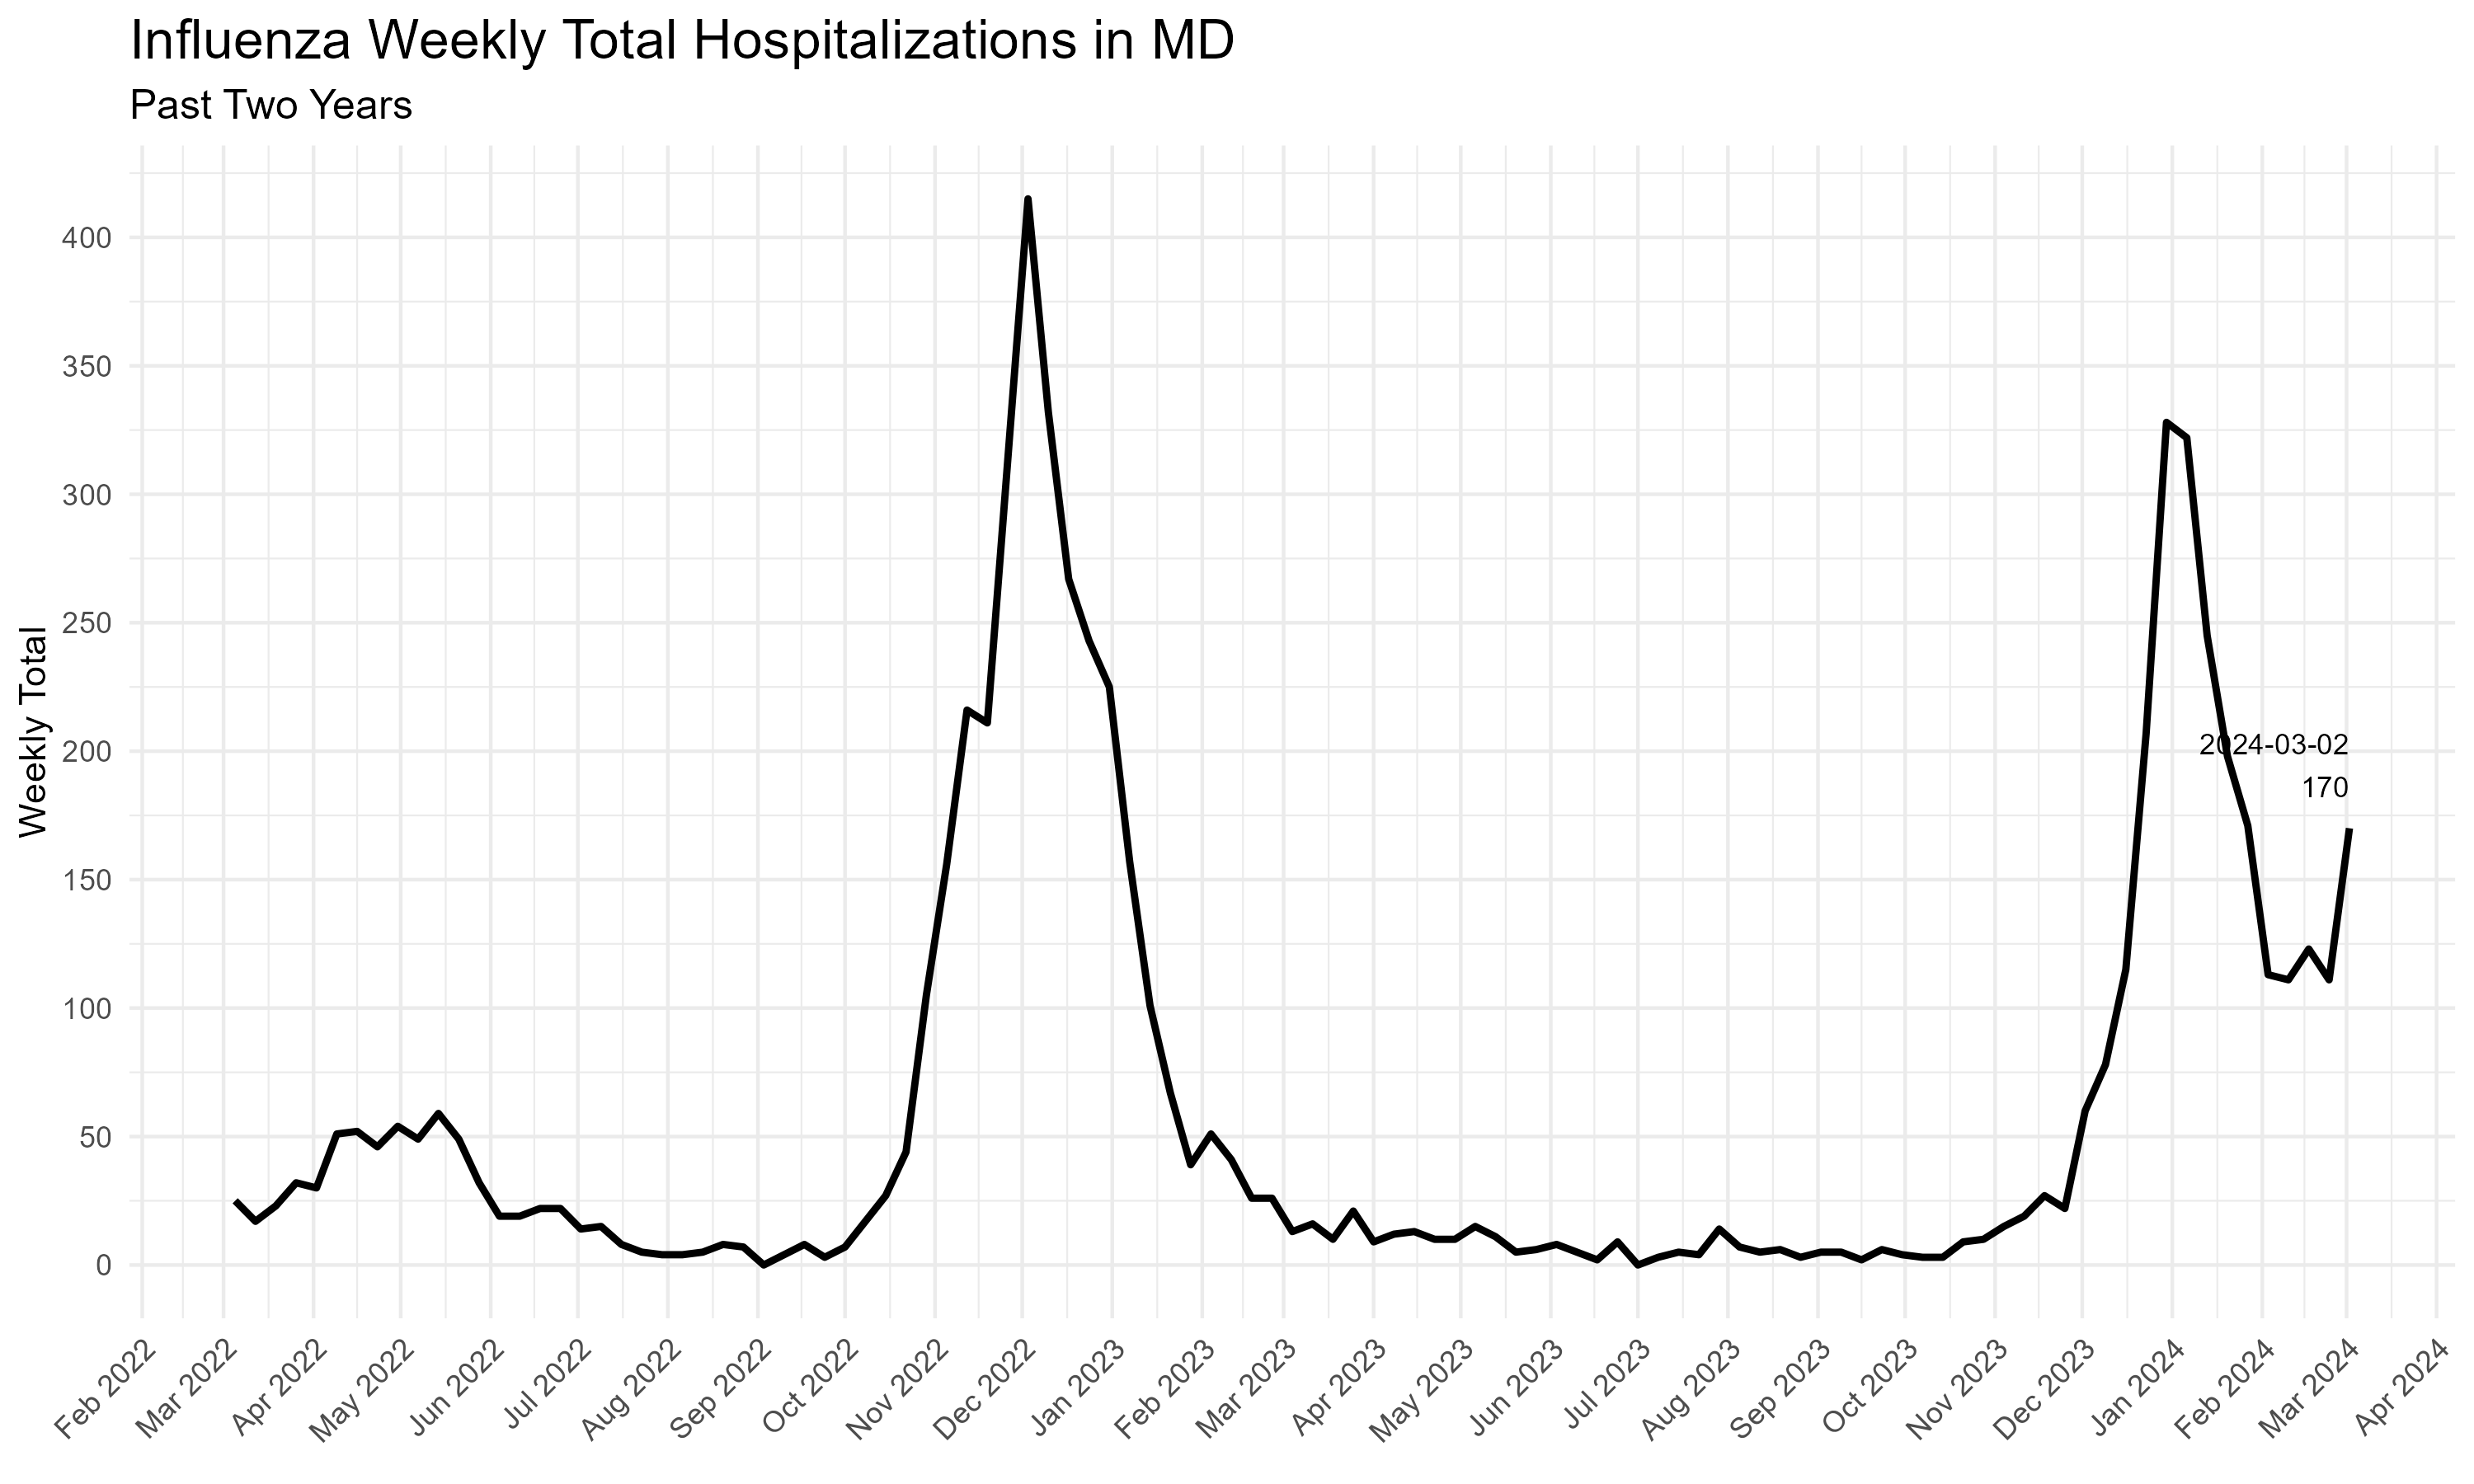 Influenza Weekly Total Hospitalizations in MD
Past Two Years
Weekly Total
400
350
300
250
200
150
100
50
0
2024-03-02
170
Feb 2022
Mar 2022
Apr 2022
May 2022
Jun 2022
Jul 2022
Aug 2022
Sep 2022
Oct 2022
Nov 2022
Dec 2022
Jan 2023
Feb 2023
Mar 2023
Apr 2023
May 2023
Jun 2023
Jul 2023
Aug 2023
Sep 2023
Oct 2023
Nov 2023
Dec 2023
Jan 2024
Feb 2024
Mar 2024
Apr 2024